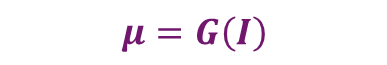 μ = G(I)